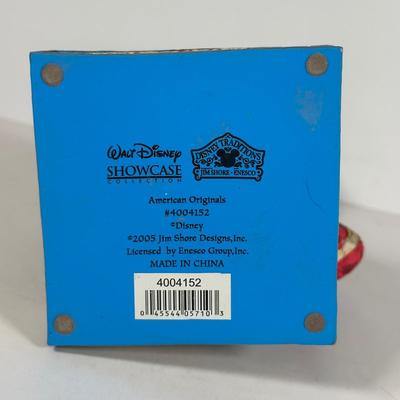 Walt Disney
SHOWCASE
COLLECTION
DISNEY TRADITIONS
JIM SHORE - ENESCO
American Originals
#4004152
©Disney
©2005 Jim Shore Designs,Inc.
Licensed by Enesco Group,Inc.
MADE IN CHINA
4004152
0 45544 05710 3